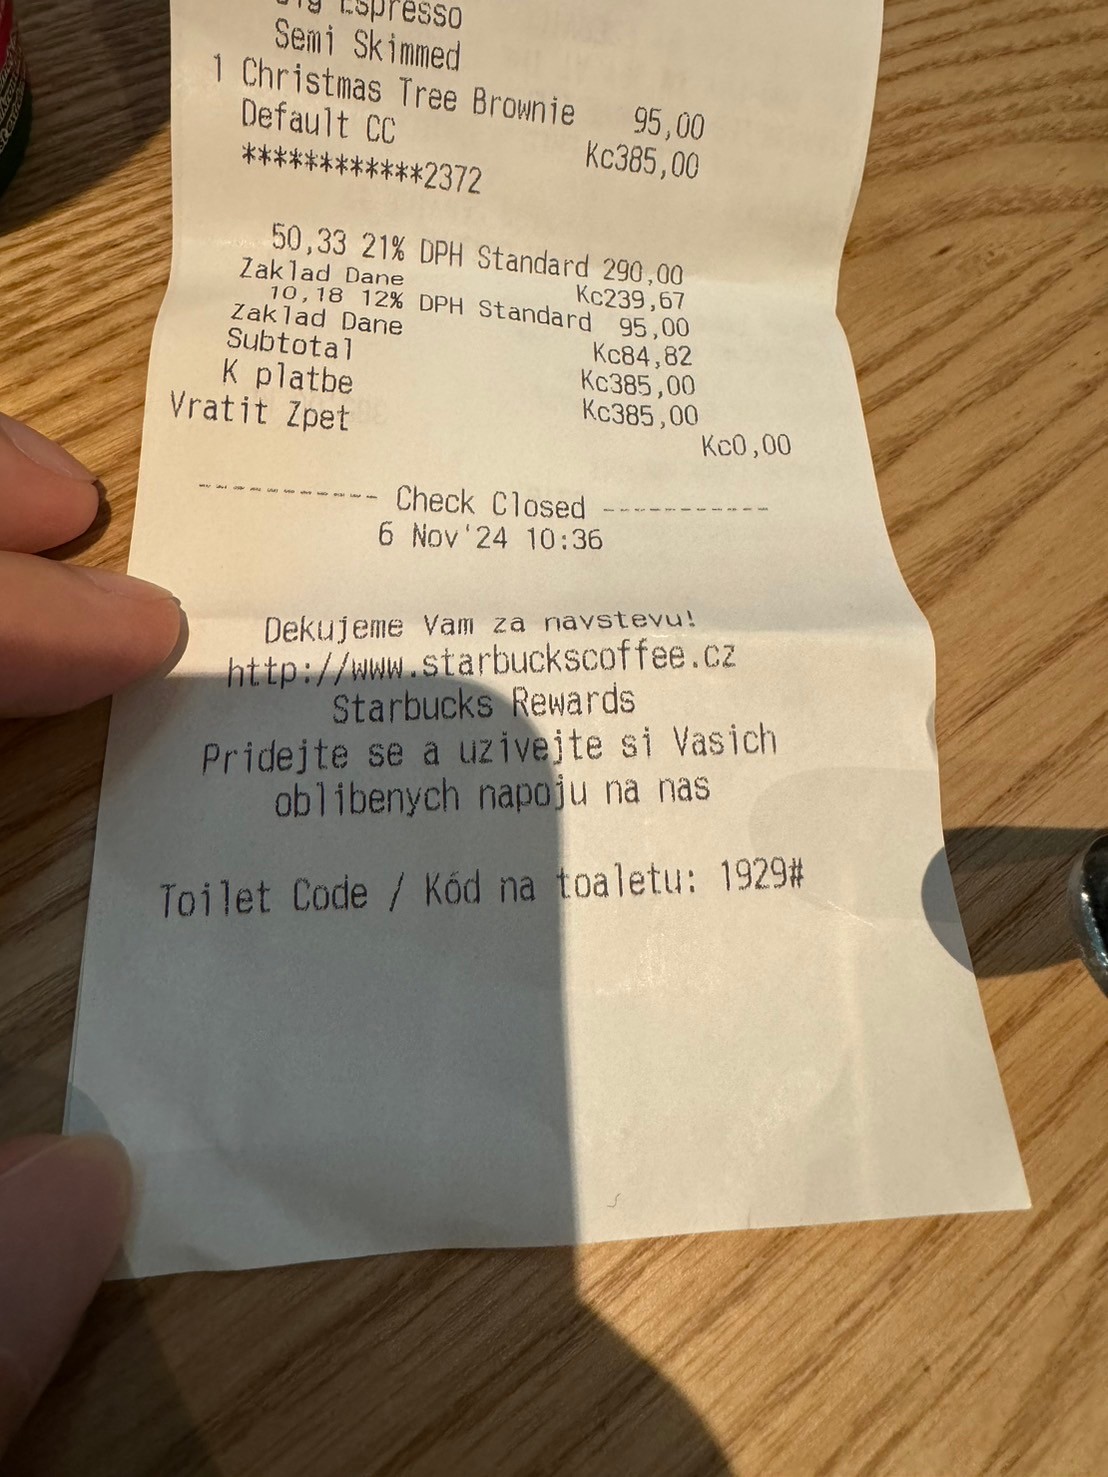 Espresso
Semi Skimmed
1 Christmas Tree Brownie 95,00
Default CC Kc385,00
************2372
50,33 21% DPH Standard 290,00
Zaklad Dane Kc239,67
10,18 12% DPH Standard 95,00
Zaklad Dane Kc84,82
Subtotal Kc385,00
K platbe Kc385,00
Vratit Zpet Kc0,00
----------- Check Closed -----------
6 Nov'24 10:36
Dekujeme Vam za navstevu!
http://www.starbuckscoffee.cz
Starbucks Rewards
Pridejte se a uzivejte si Vasich
oblibenych napoju na nas
Toilet Code / Kód na toaletu: 1929#